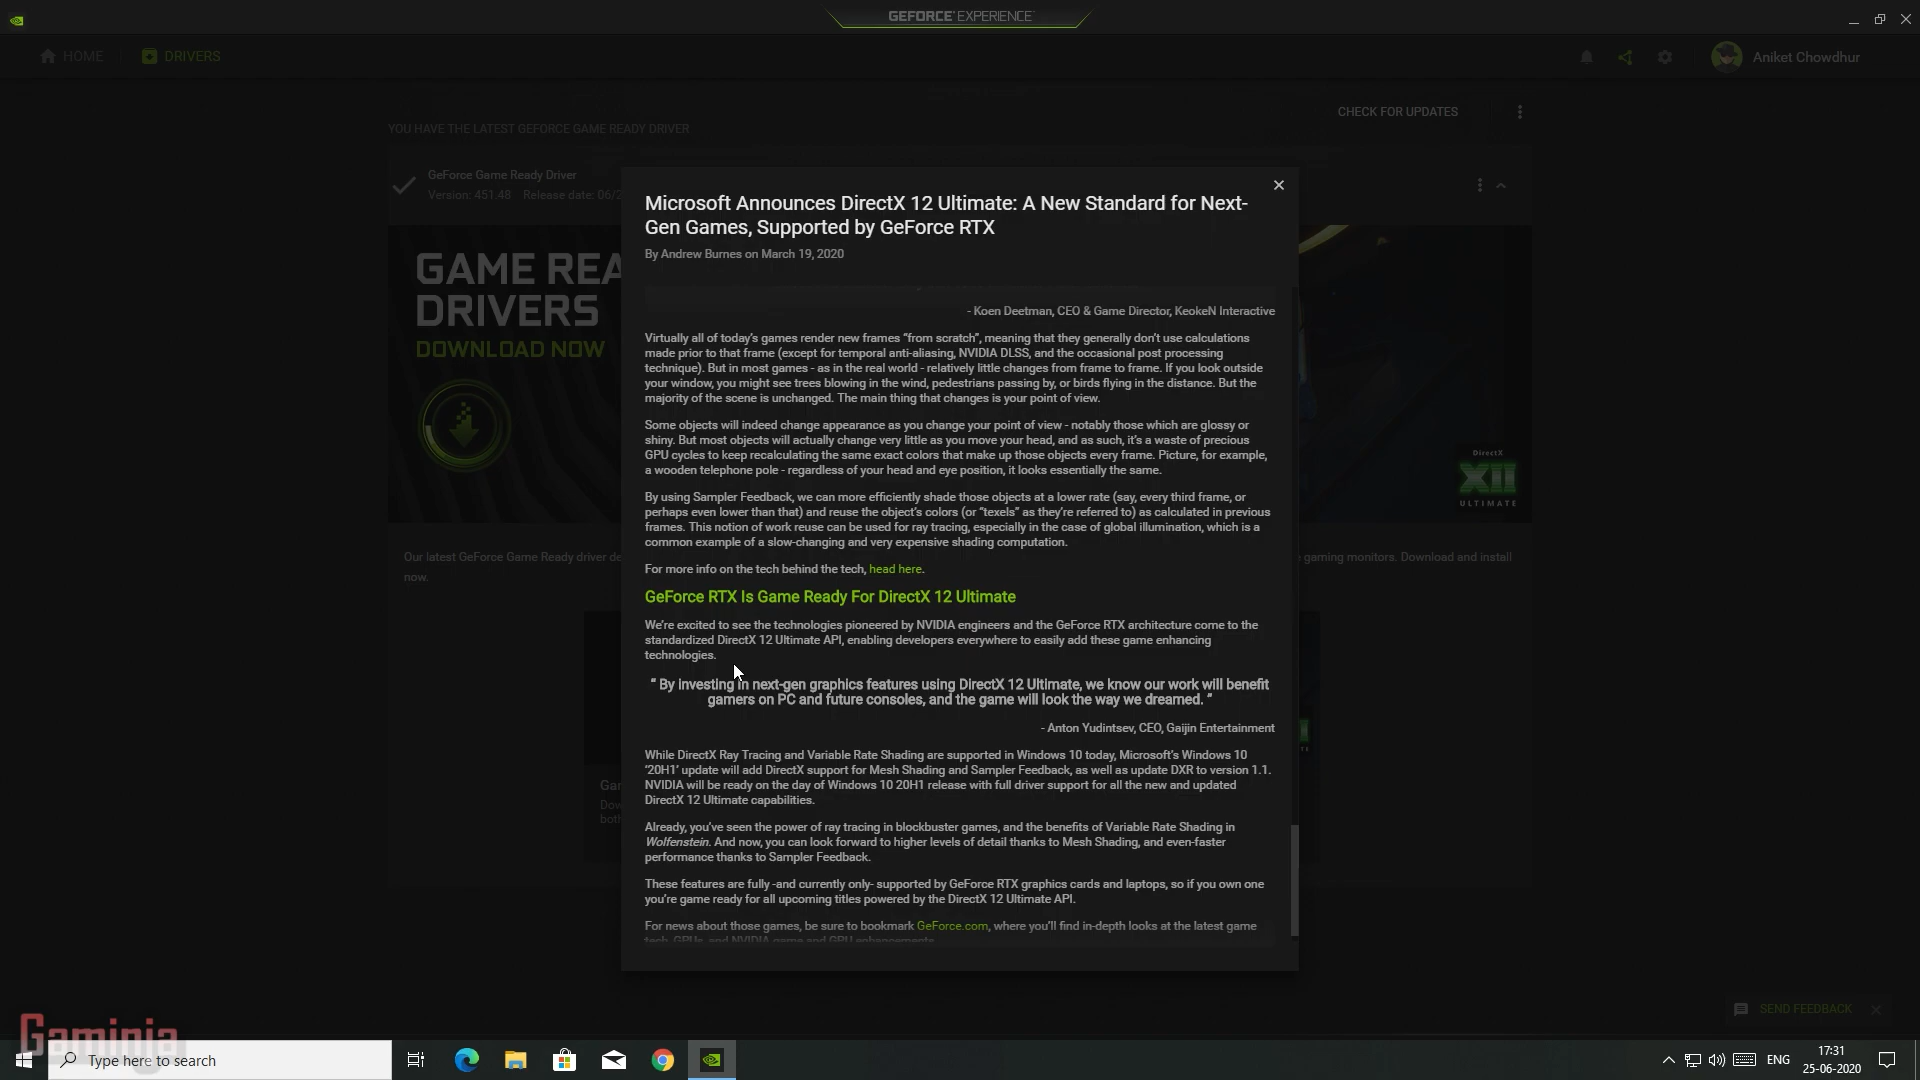 GEFORCE EXPERIENCE
HOME
DRIVERS
Aniket Chowdhur
CHECK FOR UPDATES
YOU HAVE THE LATEST GEFORCE GAME READY DRIVER
GeForce Game Ready Driver
Version: 451.48 Release date: 06/2
GAME REA
DRIVERS
DOWNLOAD NOW
DirectX
XII
ULTIMATE
Our latest GeForce Game Ready driver de
gaming monitors. Download and install
now.
Microsoft Announces DirectX 12 Ultimate: A New Standard for Next-
Gen Games, Supported by GeForce RTX
By Andrew Burnes on March 19, 2020
- Koen Deetman, CEO & Game Director, KeokeN Interactive
Virtually all of today’s games render new frames “from scratch”, meaning that they generally don’t use calculations
made prior to that frame (except for temporal anti-aliasing, NVIDIA DLSS, and the occasional post processing
technique). But in most games - as in the real world - relatively little changes from frame to frame. If you look outside
your window, you might see trees blowing in the wind, pedestrians passing by, or birds flying in the distance. But the
majority of the scene is unchanged. The main thing that changes is your point of view.
Some objects will indeed change appearance as you change your point of view - notably those which are glossy or
shiny. But most objects will actually change very little as you move your head, and as such, it’s a waste of precious
GPU cycles to keep recalculating the same exact colors that make up those objects every frame. Picture, for example,
a wooden telephone pole - regardless of your head and eye position, it looks essentially the same.
By using Sampler Feedback, we can more efficiently shade those objects at a lower rate (say, every third frame, or
perhaps even lower than that) and reuse the object’s colors (or “texels” as they’re referred to) as calculated in previous
frames. This notion of work reuse can be used for ray tracing, especially in the case of global illumination, which is a
common example of a slow-changing and very expensive shading computation.
For more info on the tech behind the tech, head here.
GeForce RTX Is Game Ready For DirectX 12 Ultimate
We’re excited to see the technologies pioneered by NVIDIA engineers and the GeForce RTX architecture come to the
standardized DirectX 12 Ultimate API, enabling developers everywhere to easily add these game enhancing
technologies.
“ By investing in next-gen graphics features using DirectX 12 Ultimate, we know our work will benefit
gamers on PC and future consoles, and the game will look the way we dreamed. ”
- Anton Yudintsev, CEO, Gaijin Entertainment
While DirectX Ray Tracing and Variable Rate Shading are supported in Windows 10 today, Microsoft’s Windows 10
‘20H1’ update will add DirectX support for Mesh Shading and Sampler Feedback, as well as update DXR to version 1.1.
NVIDIA will be ready on the day of Windows 10 20H1 release with full driver support for all the new and updated
DirectX 12 Ultimate capabilities.
Already, you’ve seen the power of ray tracing in blockbuster games, and the benefits of Variable Rate Shading in
Wolfenstein. And now, you can look forward to higher levels of detail thanks to Mesh Shading, and even-faster
performance thanks to Sampler Feedback.
These features are fully -and currently only- supported by GeForce RTX graphics cards and laptops, so if you own one
you’re game ready for all upcoming titles powered by the DirectX 12 Ultimate API.
For news about those games, be sure to bookmark GeForce.com, where you’ll find in-depth looks at the latest game
tech, GPUs, and NVIDIA game and GPU enhancements.
Gam
Dow
both
SEND FEEDBACK
Gaminja
Type here to search
ENG
17:31
25-06-2020